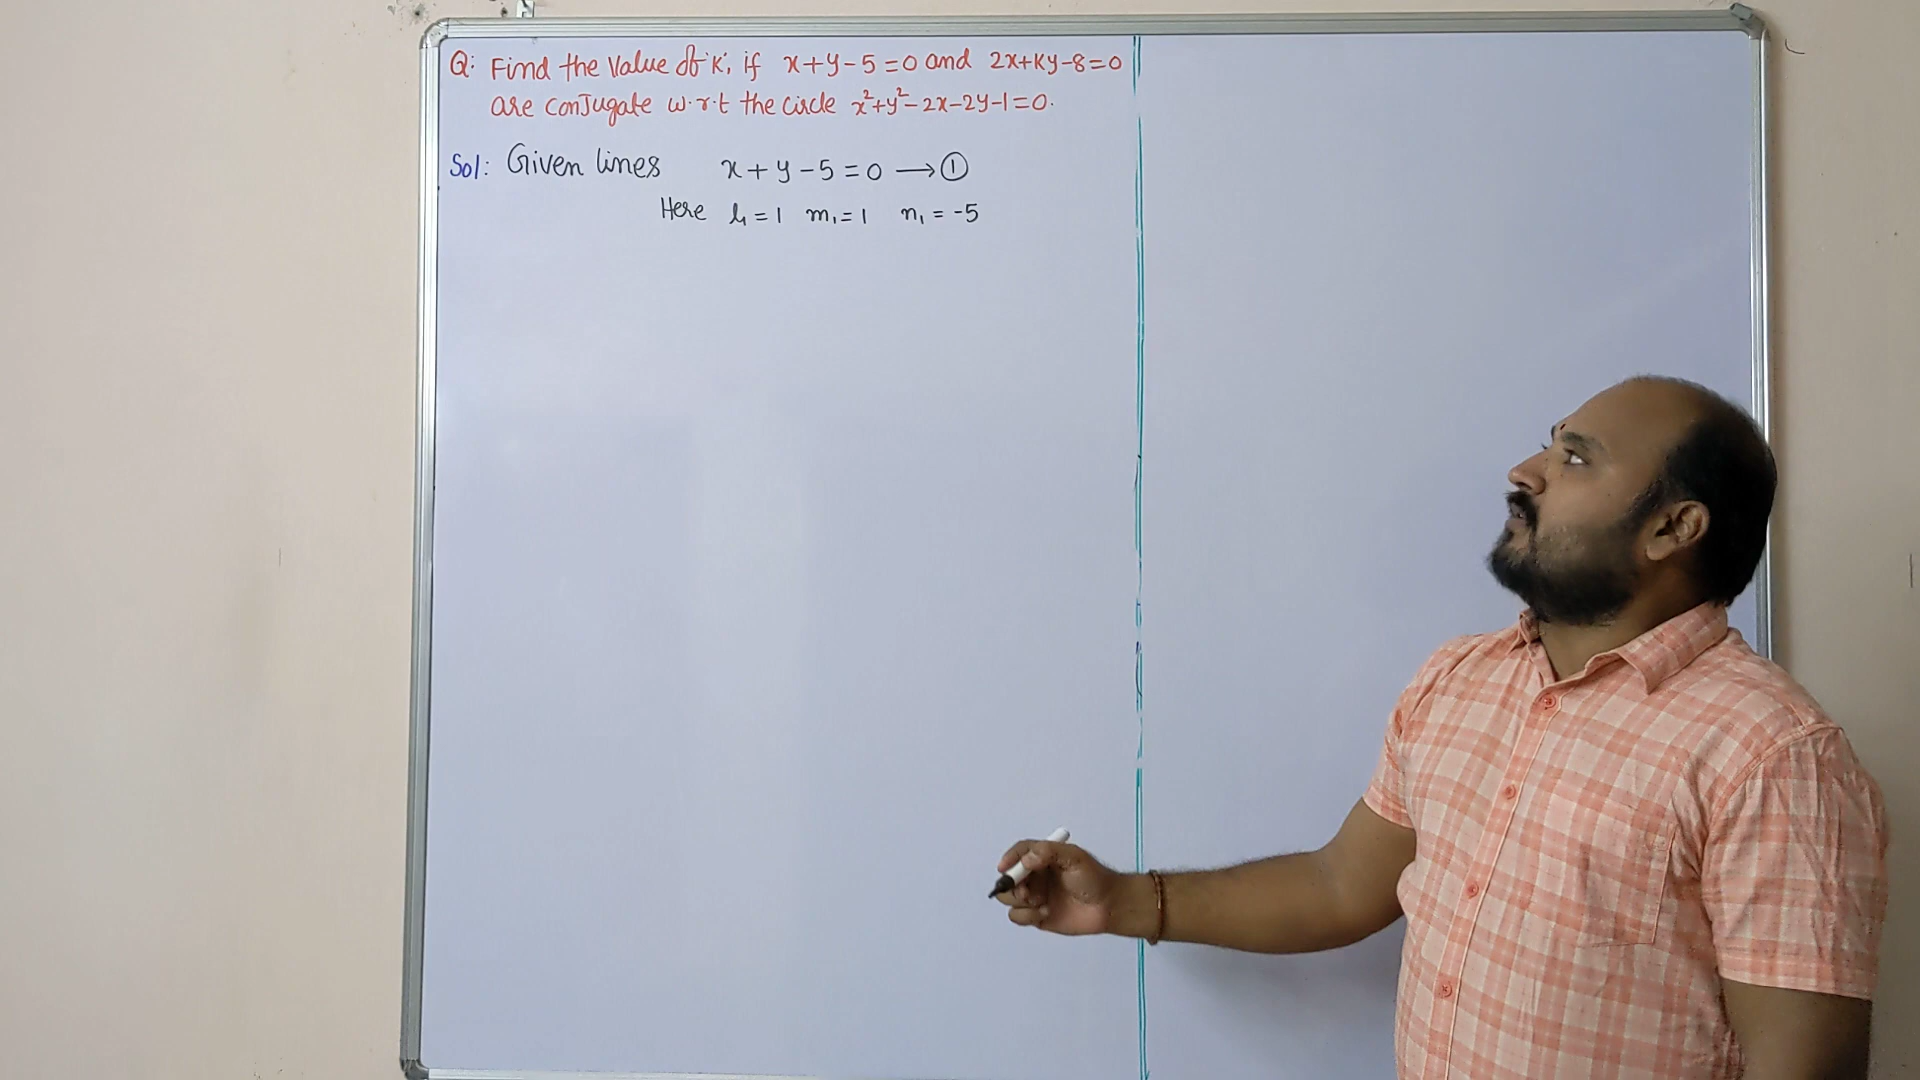 Q: Find the Value of 'K', if x+y-5=0 and 2x+Ky-8=0
are conjugate w.r.t the circle x²+y²-2x-2y-1=0.
Sol: Given lines x+y-5=0 → ①
Here l₁=1 m₁=1 n₁=-5